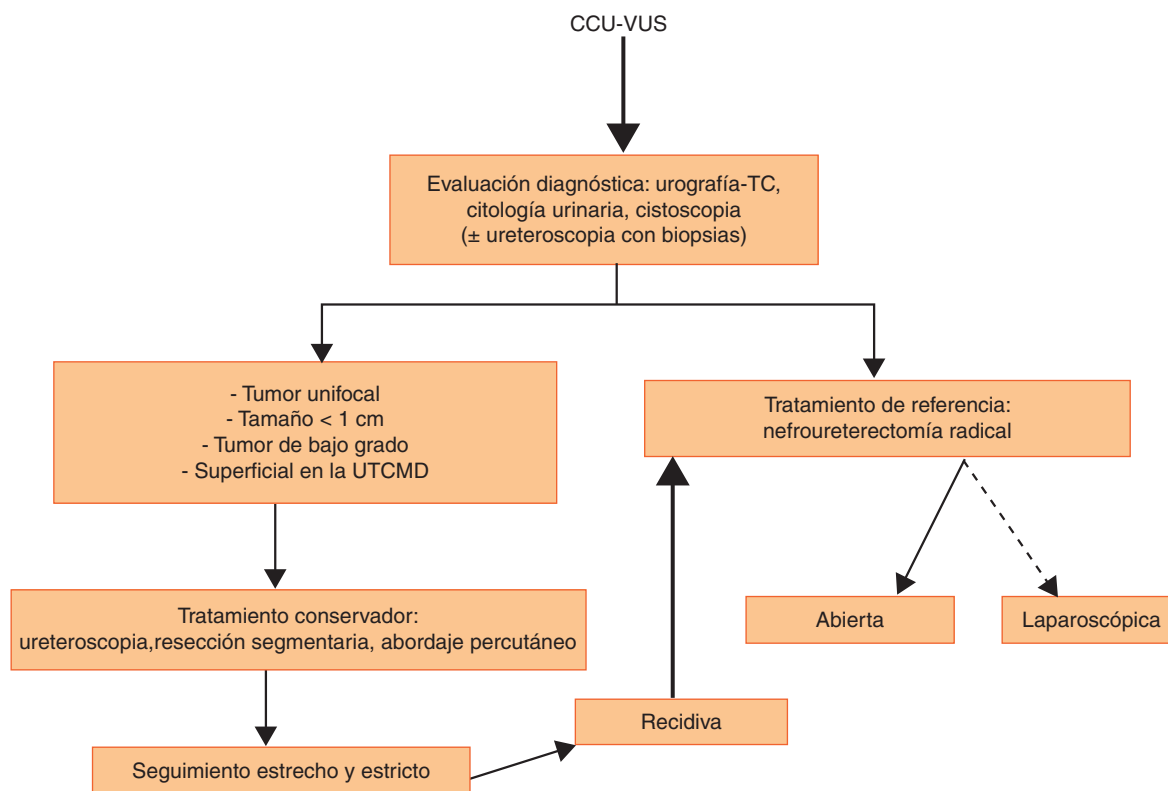 CCU-VUS
Evaluación diagnóstica: urografía-TC,
citología urinaria, cistoscopia
(± ureteroscopia con biopsias)
- Tumor unifocal
- Tamaño < 1 cm
- Tumor de bajo grado
- Superficial en la UTCMD
Tratamiento de referencia:
nefroureterectomía radical
Tratamiento conservador:
ureteroscopia,resección segmentaria, abordaje percutáneo
Abierta
Laparoscópica
Recidiva
Seguimiento estrecho y estricto